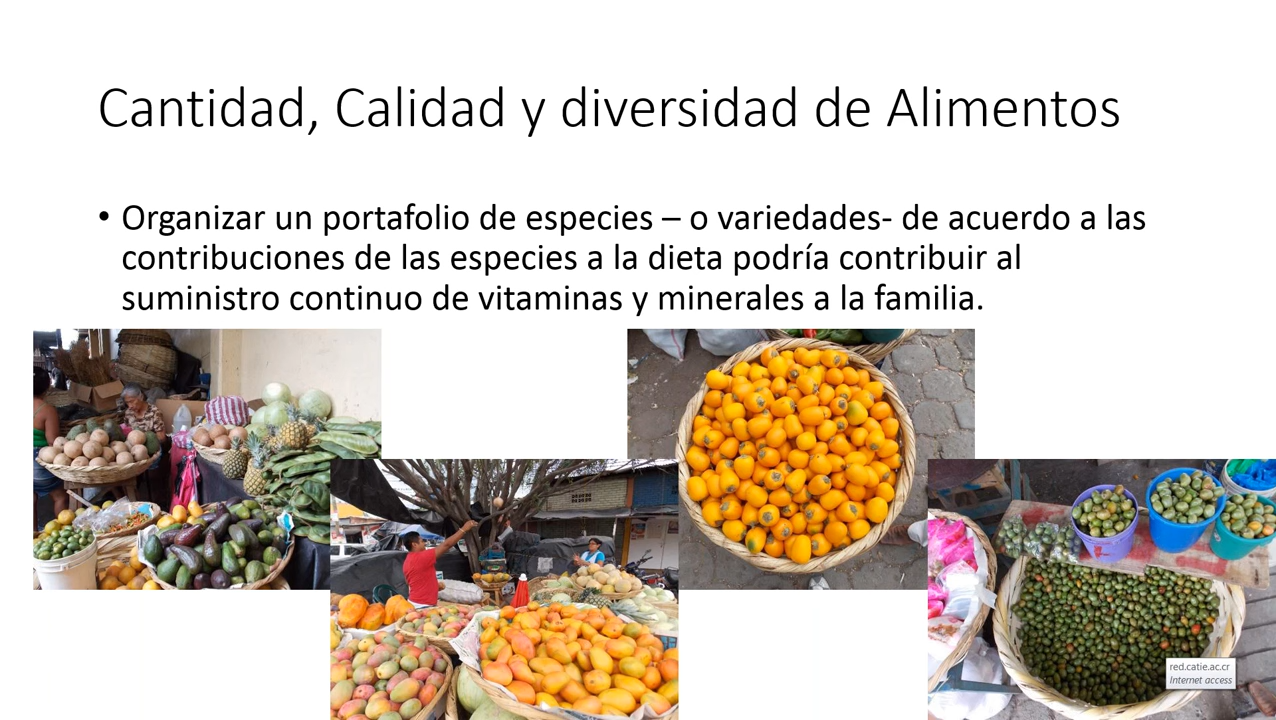 Cantidad, Calidad y diversidad de Alimentos
• Organizar un portafolio de especies – o variedades- de acuerdo a las
contribuciones de las especies a la dieta podría contribuir al
suministro continuo de vitaminas y minerales a la familia.
red.catie.ac.cr
Internet access